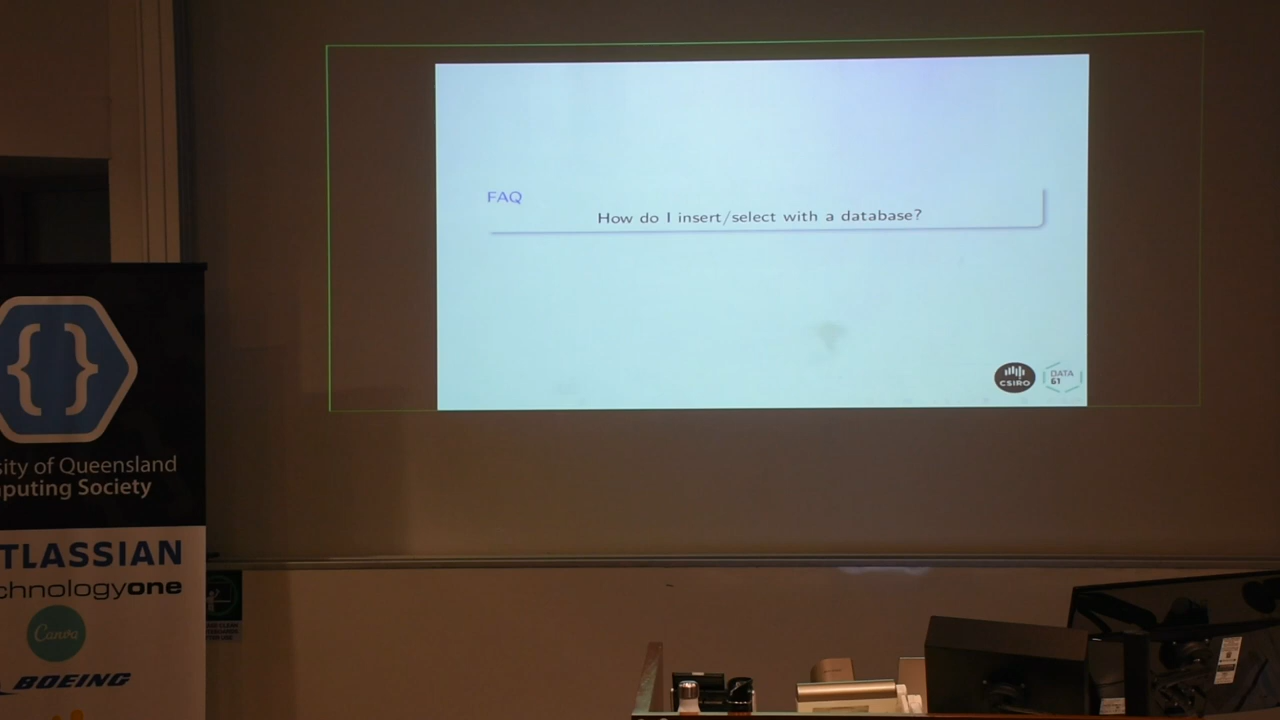 FAQ
How do I insert/select with a database?
CSIRO
DATA
61
sity of Queensland
puting Society
TLASSIAN
chnologyone
Canva
BOEING